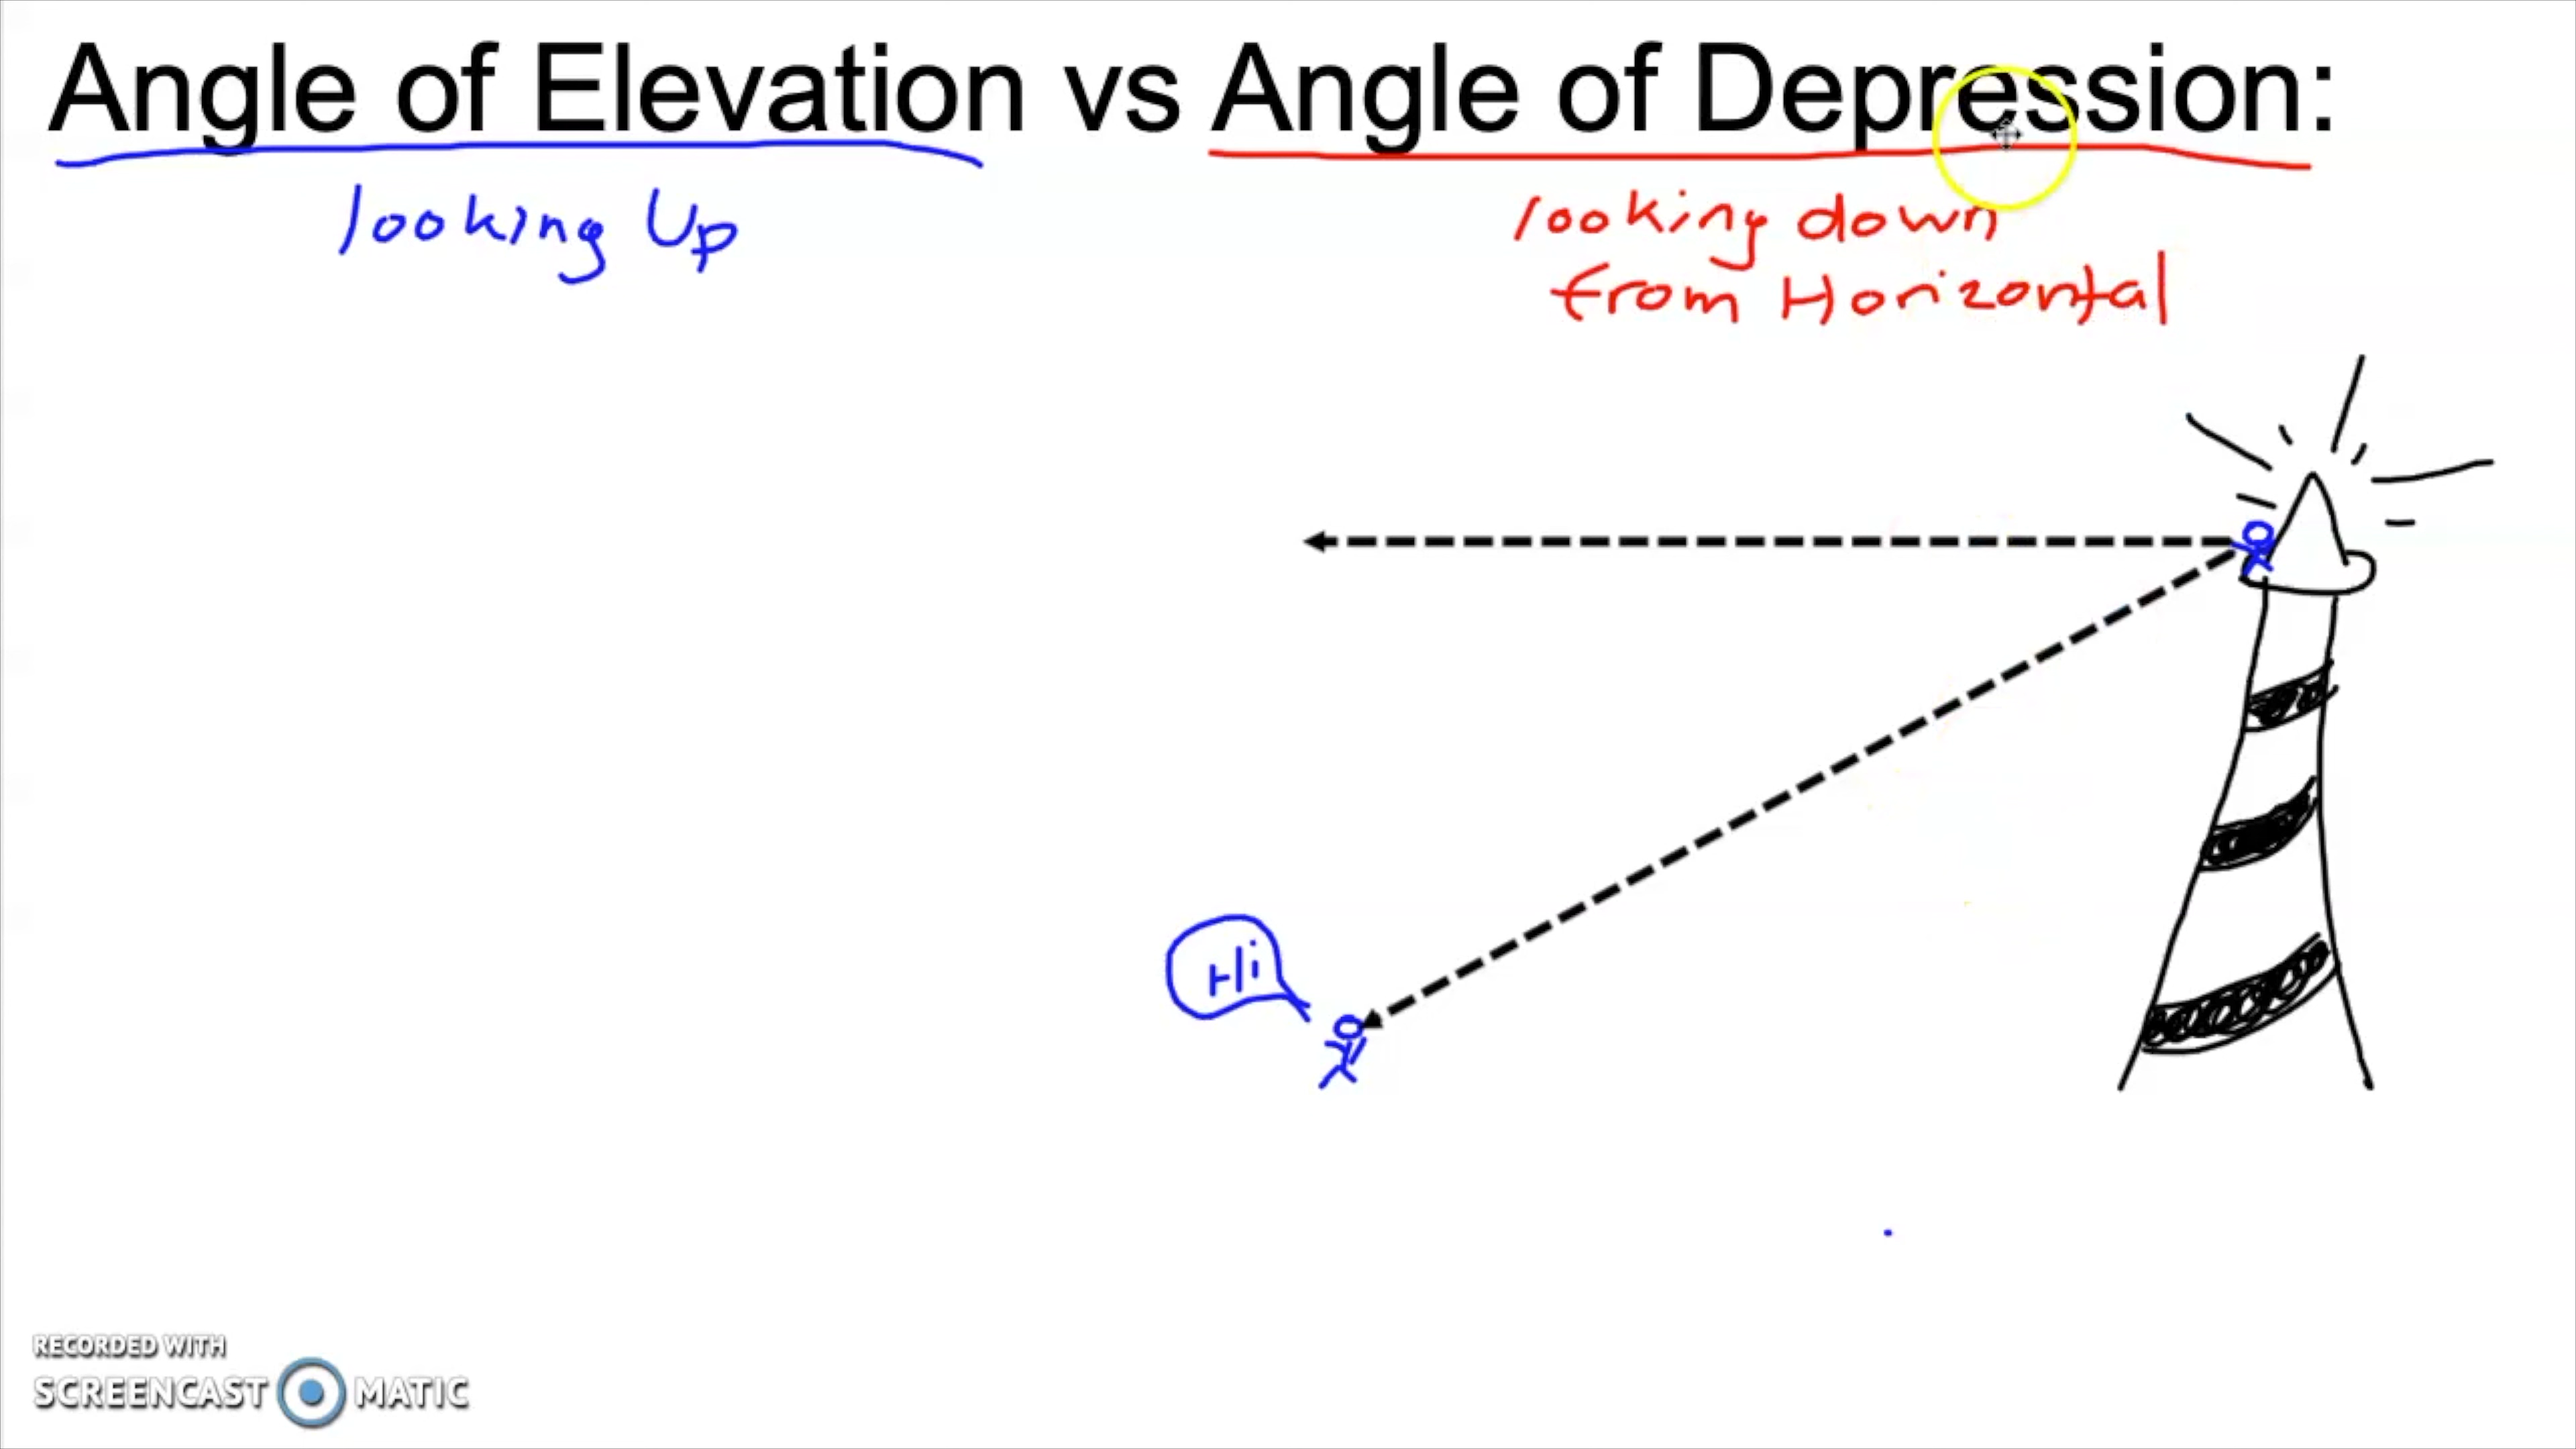 Angle of Elevation vs Angle of Depression:
looking Up
looking down
from Horizontal
Hi
RECORDED WITH
SCREENCAST MATIC